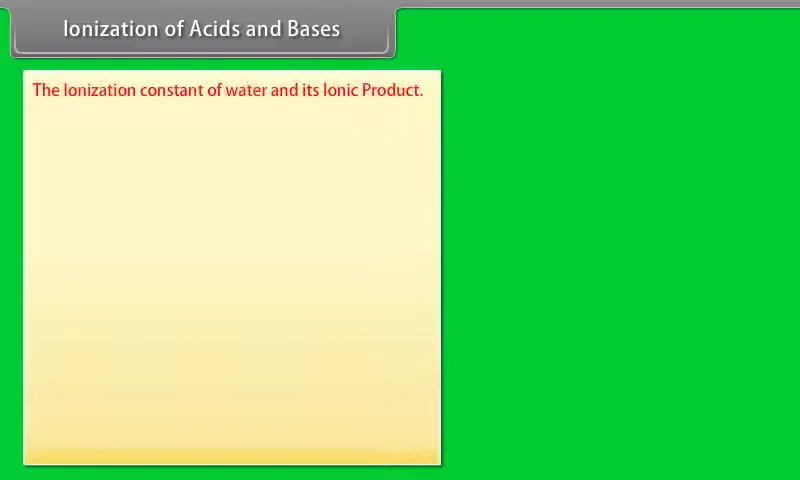 Ionization of Acids and Bases
The Ionization constant of water and its Ionic Product.